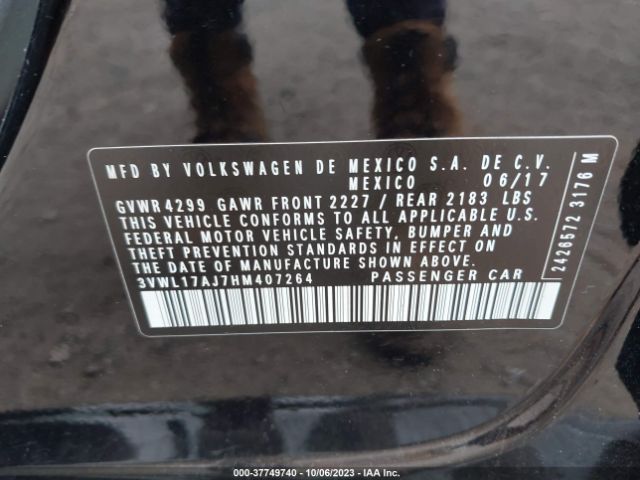 MFD BY VOLKSWAGEN DE MEXICO S.A. DE C.V.
MEXICO 06/17
GVWR 4299 GAWR FRONT 2227 / REAR 2183 LBS
THIS VEHICLE CONFORMS TO ALL APPLICABLE U.S.
FEDERAL MOTOR VEHICLE SAFETY, BUMPER AND
THEFT PREVENTION STANDARDS IN EFFECT ON
THE DATE OF MANUFACTURE SHOWN ABOVE.
3VWL17AJ7HM407264 PASSENGER CAR
2426572 3176 M
000-37749740 - 10/06/2023 - IAA Inc.